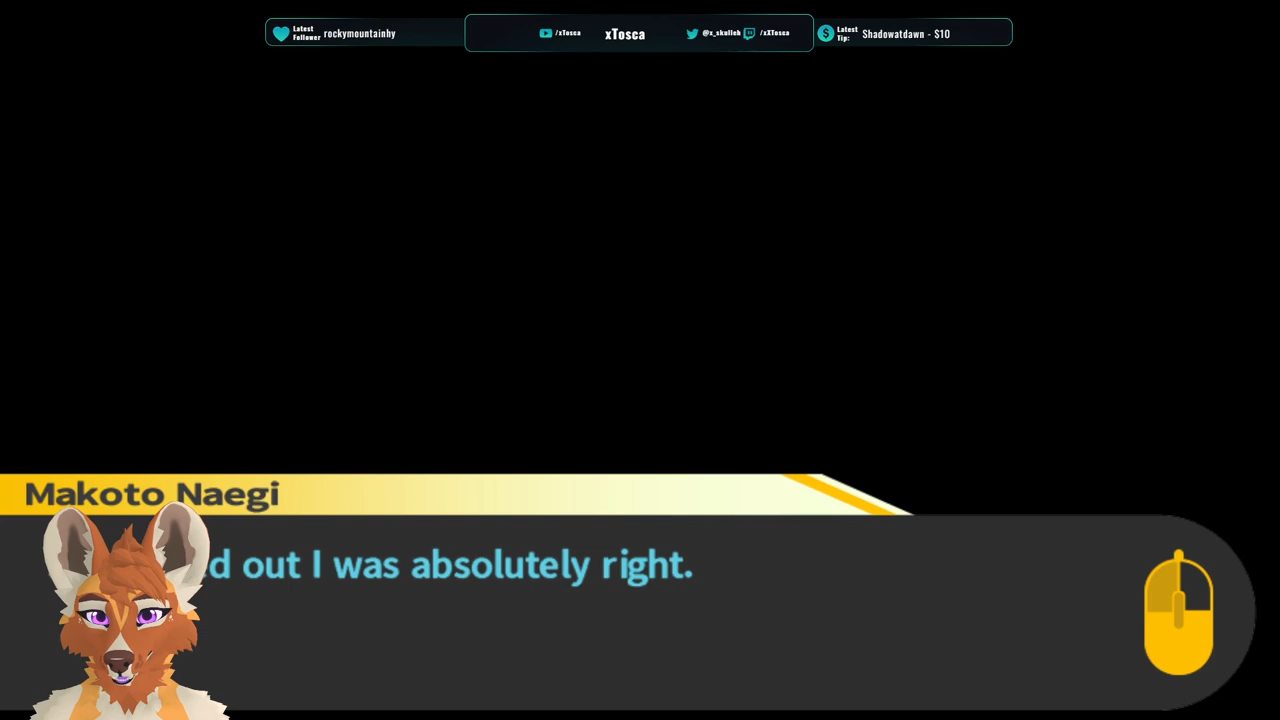 Latest
Follower
rockymountainhy
/xTosca
xTosca
@x_skulleh
/xXTosca
Latest
Tip:
Shadowatdawn - $10
Makoto Naegi
out I was absolutely right.